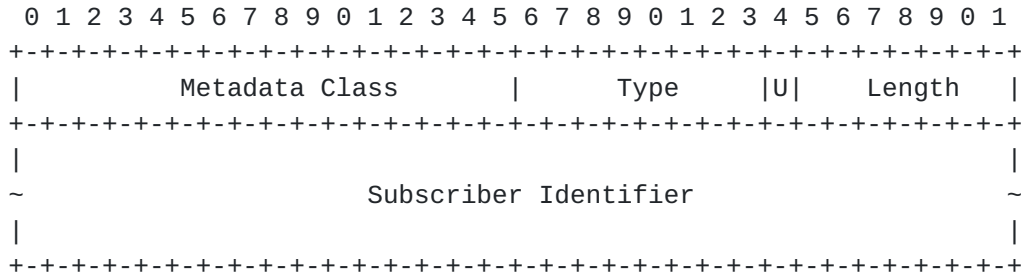 0 1 2 3 4 5 6 7 8 9 0 1 2 3 4 5 6 7 8 9 0 1 2 3 4 5 6 7 8 9 0 1
+-+-+-+-+-+-+-+-+-+-+-+-+-+-+-+-+-+-+-+-+-+-+-+-+-+-+-+-+-+-+-+-+
|          Metadata Class       |      Type     |U|    Length   |
+-+-+-+-+-+-+-+-+-+-+-+-+-+-+-+-+-+-+-+-+-+-+-+-+-+-+-+-+-+-+-+-+
|                                                               |
~                      Subscriber Identifier                    ~
|                                                               |
+-+-+-+-+-+-+-+-+-+-+-+-+-+-+-+-+-+-+-+-+-+-+-+-+-+-+-+-+-+-+-+-+